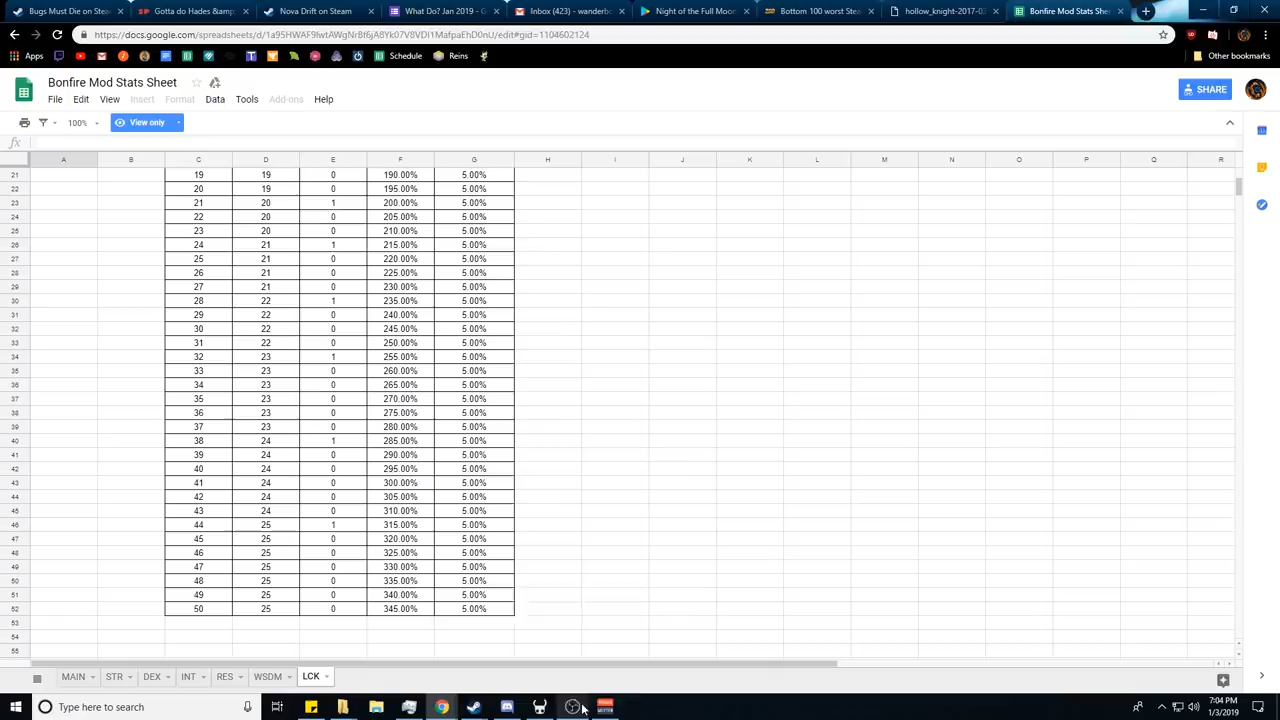 Bugs Must Die on Steam
Gotta do Hades &amp;
Nova Drift on Steam
What Do? Jan 2019 - G
Inbox (423) - wanderbo
Night of the Full Moon
Bottom 100 worst Stea
hollow_knight-2017-03
Bonfire Mod Stats Shee
Apps
Schedule
Reins
Other bookmarks
Bonfire Mod Stats Sheet
File Edit View Insert Format Data Tools Add-ons Help
SHARE
100% View only
fx
A B C D E F G H I J K L M N O P Q R
21 19 19 0 190.00% 5.00%
22 20 19 0 195.00% 5.00%
23 21 20 1 200.00% 5.00%
24 22 20 0 205.00% 5.00%
25 23 20 0 210.00% 5.00%
26 24 21 1 215.00% 5.00%
27 25 21 0 220.00% 5.00%
28 26 21 0 225.00% 5.00%
29 27 21 0 230.00% 5.00%
30 28 22 1 235.00% 5.00%
31 29 22 0 240.00% 5.00%
32 30 22 0 245.00% 5.00%
33 31 22 0 250.00% 5.00%
34 32 23 1 255.00% 5.00%
35 33 23 0 260.00% 5.00%
36 34 23 0 265.00% 5.00%
37 35 23 0 270.00% 5.00%
38 36 23 0 275.00% 5.00%
39 37 23 0 280.00% 5.00%
40 38 24 1 285.00% 5.00%
41 39 24 0 290.00% 5.00%
42 40 24 0 295.00% 5.00%
43 41 24 0 300.00% 5.00%
44 42 24 0 305.00% 5.00%
45 43 24 0 310.00% 5.00%
46 44 25 1 315.00% 5.00%
47 45 25 0 320.00% 5.00%
48 46 25 0 325.00% 5.00%
49 47 25 0 330.00% 5.00%
50 48 25 0 335.00% 5.00%
51 49 25 0 340.00% 5.00%
52 50 25 0 345.00% 5.00%
53
54
55
MAIN STR DEX INT RES WSDM LCK
Type here to search
7:04 PM
1/3/2019